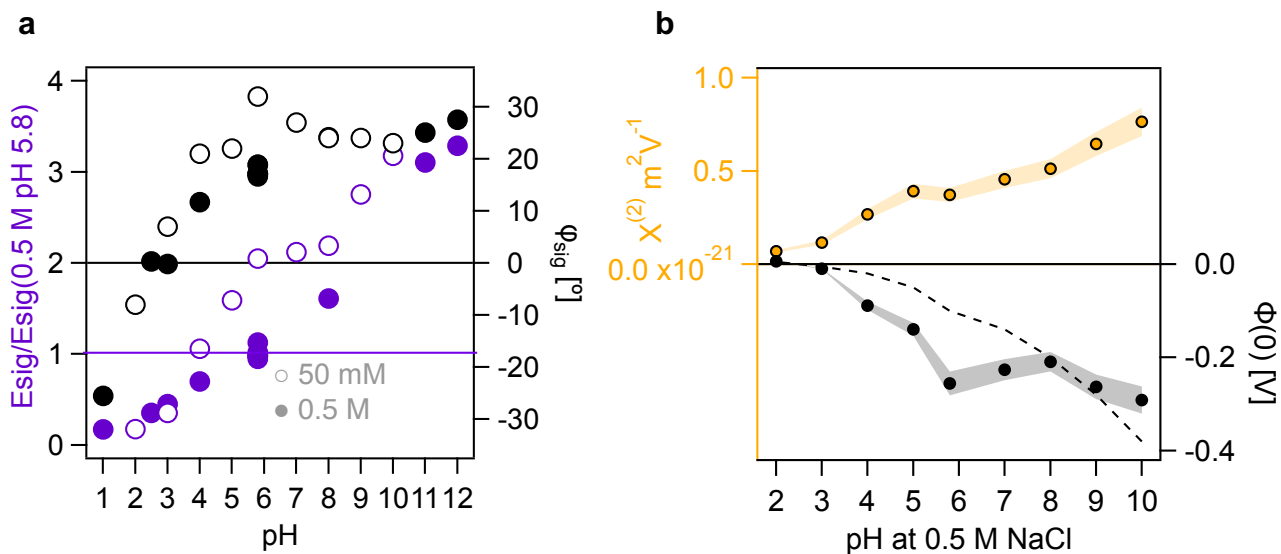 a
Esig/Esig(0.5 M pH 5.8)
4
3
2
1
0
30
20
10
0
-10
-20
-30
φsig [º]
50 mM
0.5 M
1 2 3 4 5 6 7 8 9 10 11 12
pH
b
X(2) m2V-1
1.0
0.5
0.0 x10-21
0.0
-0.2
-0.4
Φ(0) [V]
2 3 4 5 6 7 8 9 10
pH at 0.5 M NaCl